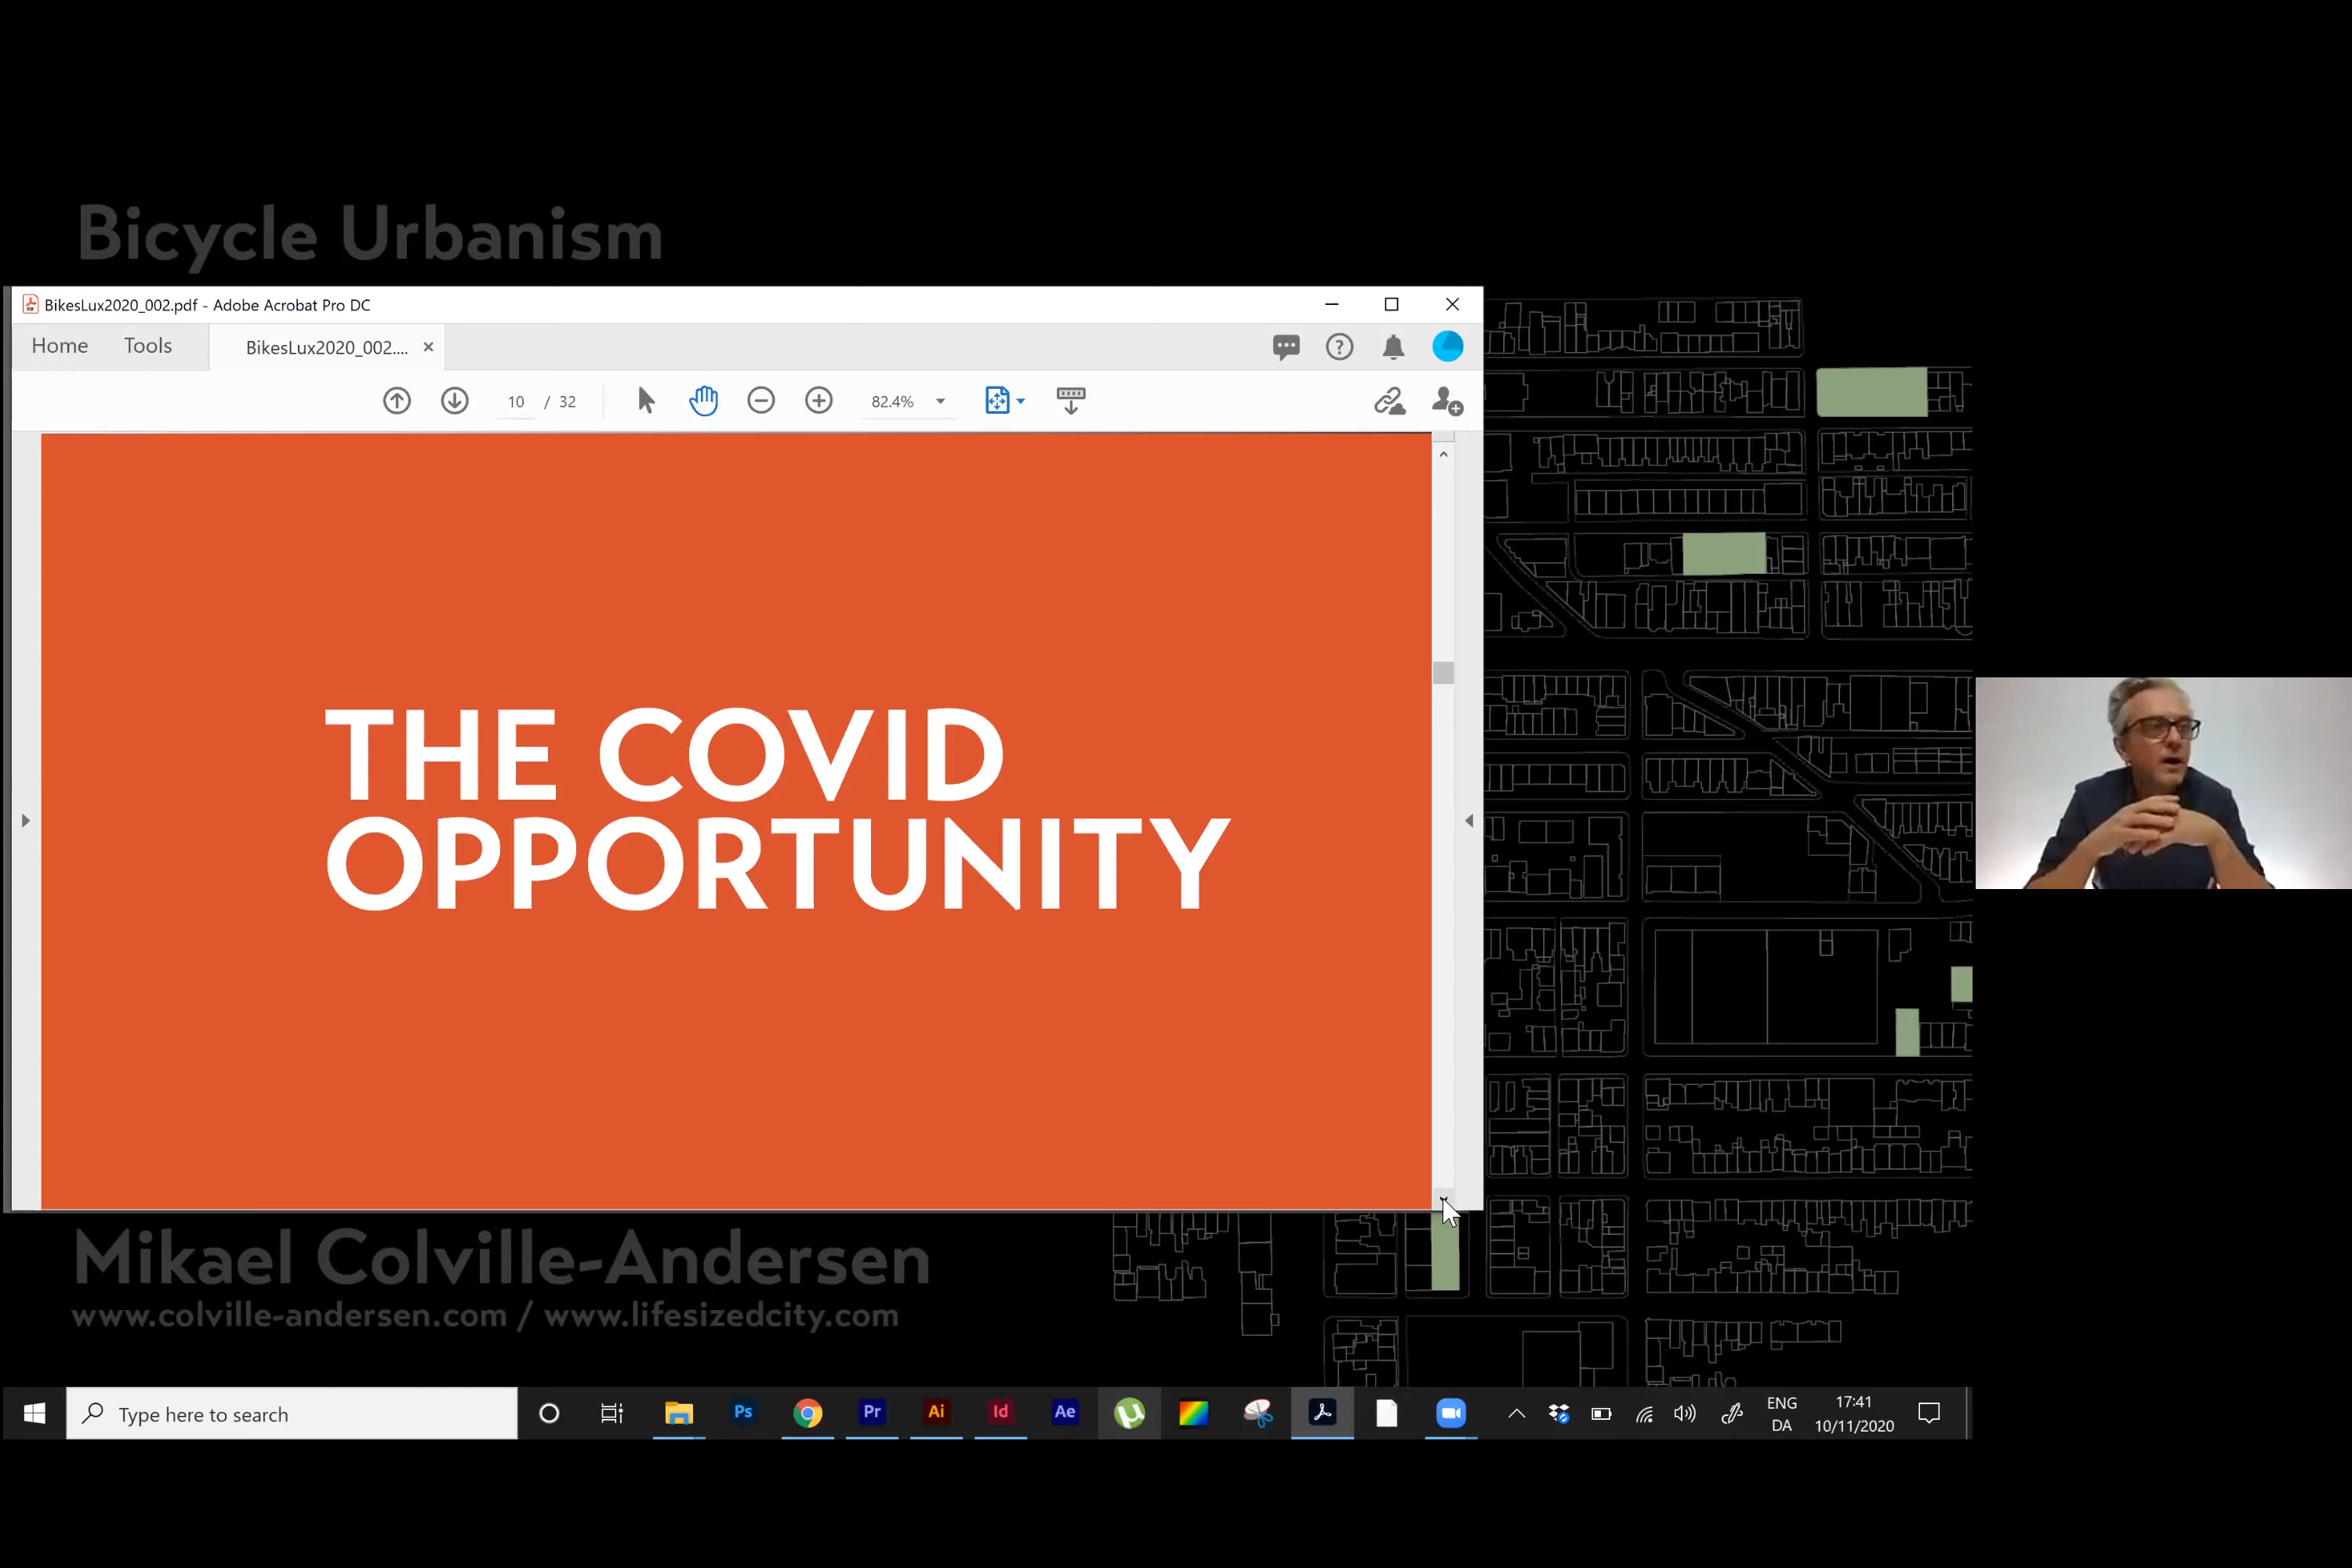 Bicycle Urbanism
BikesLux2020_002.pdf - Adobe Acrobat Pro DC
Home Tools BikesLux2020_002....
10 / 32 82.4%
THE COVID
OPPORTUNITY
Mikael Colville-Andersen
www.colville-andersen.com / www.lifesizedcity.com
Type here to search
Ps
Pr
Ai
Id
Ae
ENG
DA
17:41
10/11/2020